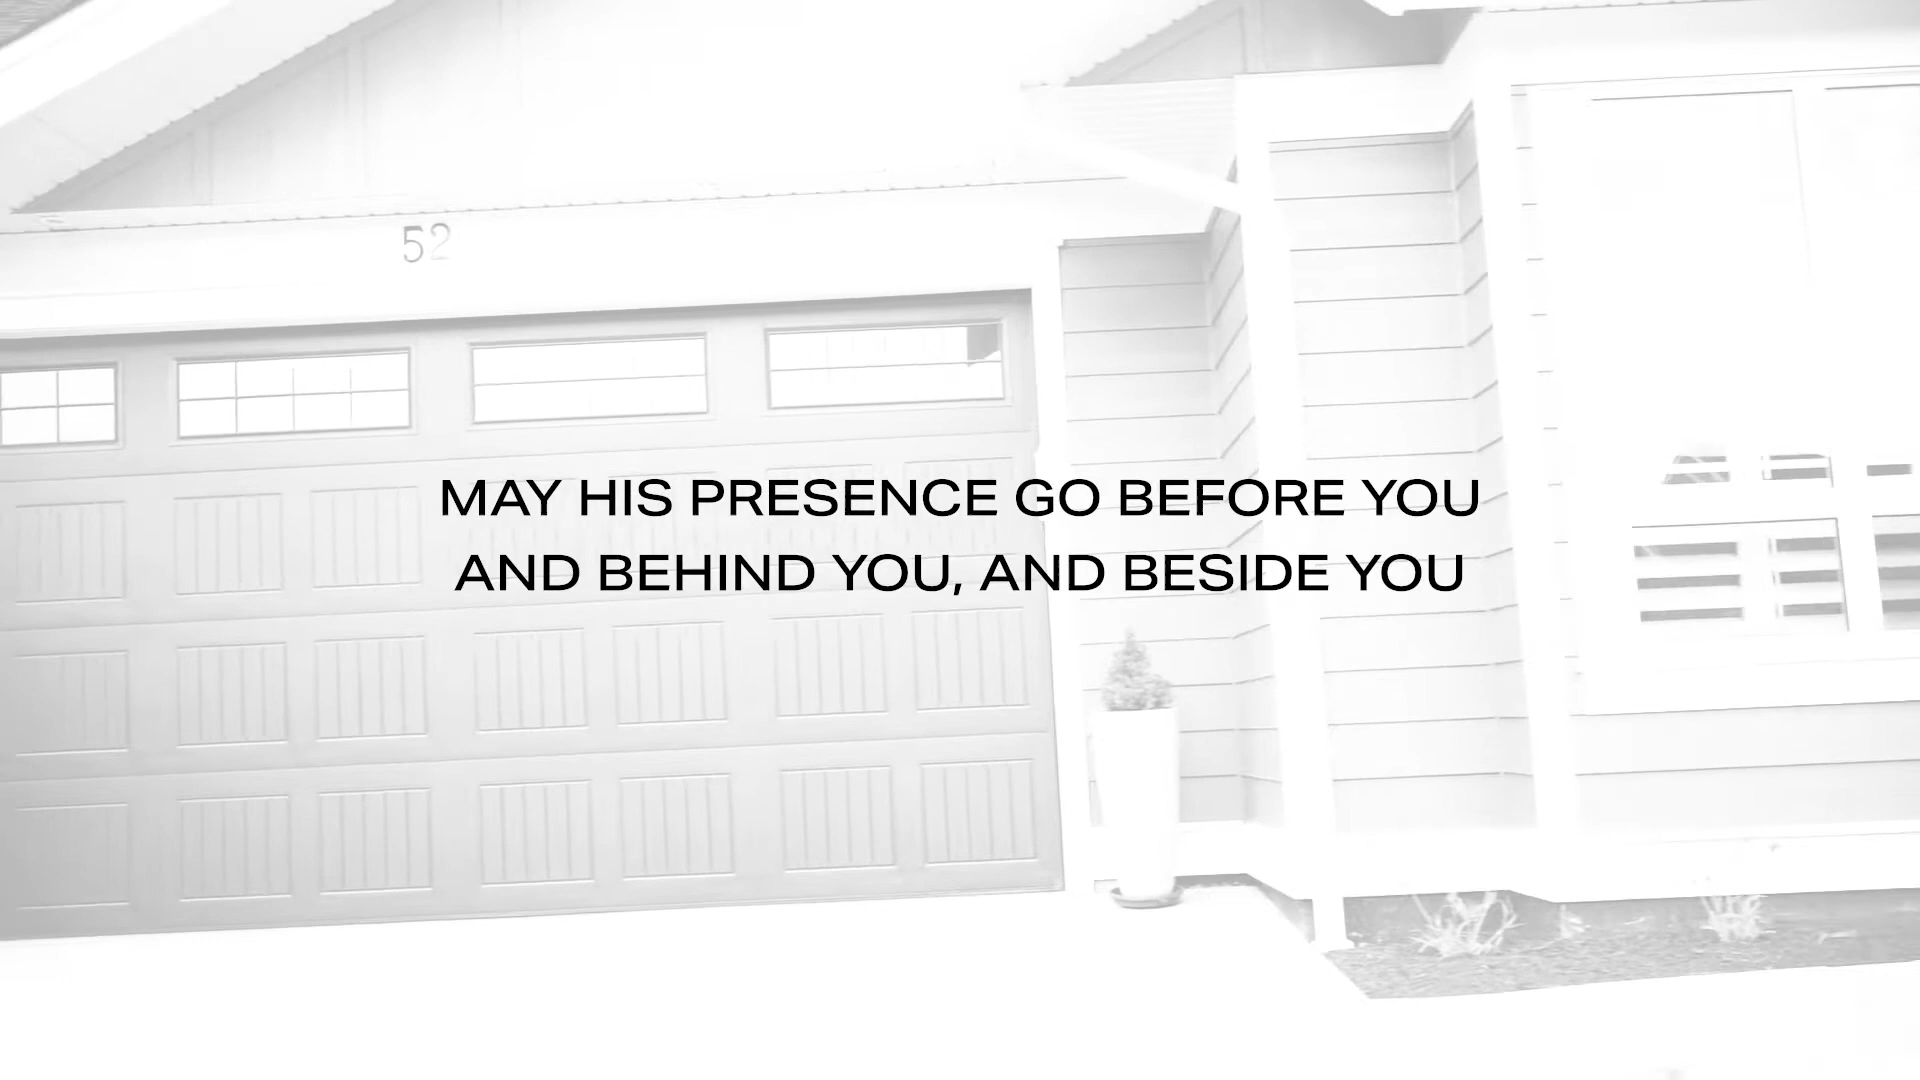 52
MAY HIS PRESENCE GO BEFORE YOU
AND BEHIND YOU, AND BESIDE YOU